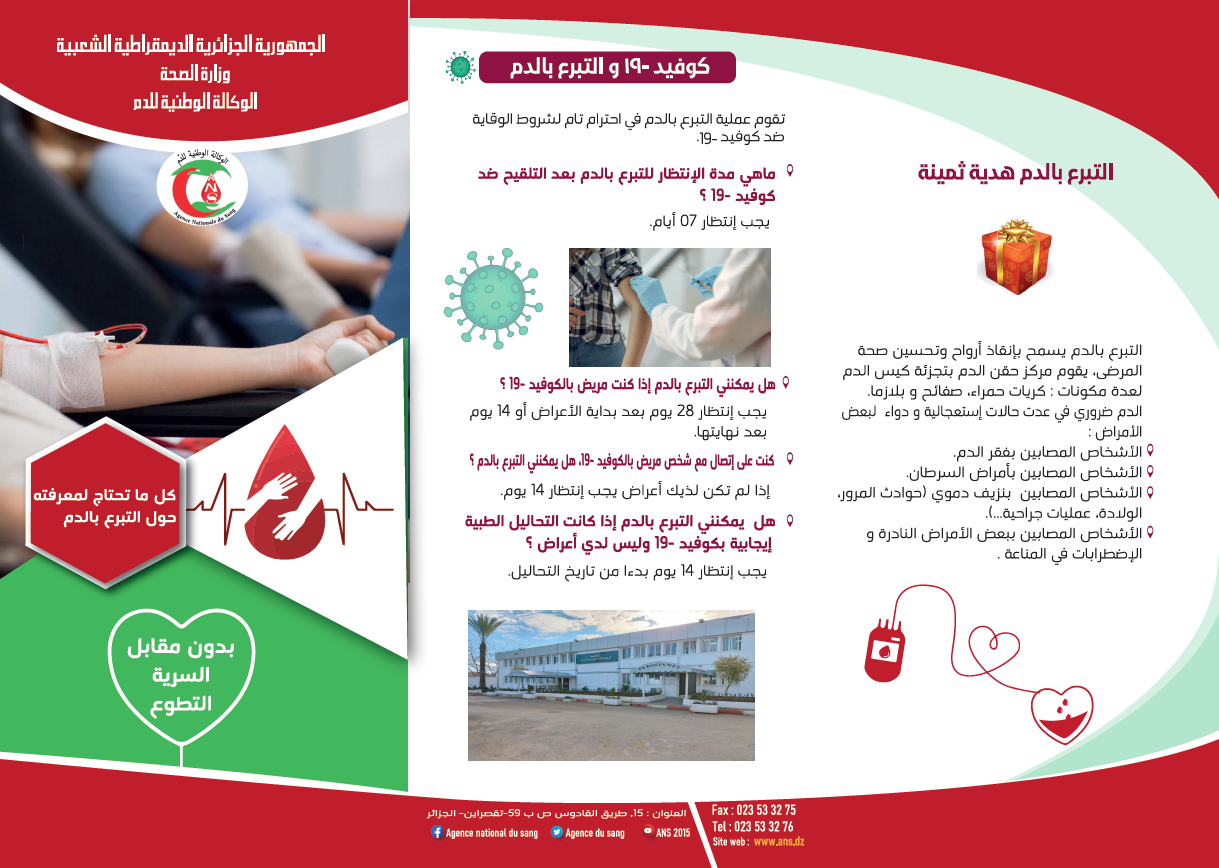 الجمهورية الجزائرية الديمقراطية الشعبية
وزارة الصحة
الوكالة الوطنية للدم
الوكالة الوطنية للدّم
ANS
Agence Nationale du Sang
كل ما تحتاج لمعرفته
حول التبرع بالدم
بدون مقابل
السرية
التطوع
كوفيد -١٩ و التبرع بالدم
تقوم عملية التبرع بالدم في احترام تام لشروط الوقاية
ضد كوفيد -19.
ماهي مدة الإنتظار للتبرع بالدم بعد التلقيح ضد
كوفيد -19 ؟
يجب إنتظار 07 أيام.
هل يمكنني التبرع بالدم إذا كنت مريض بالكوفيد -19 ؟
يجب إنتظار 28 يوم بعد بداية الأعراض أو 14 يوم
بعد نهايتها.
كنت على إتصال مع شخص مريض بالكوفيد -19، هل يمكنني التبرع بالدم ؟
إذا لم تكن لذيك أعراض يجب إنتظار 14 يوم.
هل يمكنني التبرع بالدم إذا كانت التحاليل الطبية
إيجابية بكوفيد -19 وليس لدي أعراض ؟
يجب إنتظار 14 يوم بدءا من تاريخ التحاليل.
PERSONNEL
التبرع بالدم هدية ثمينة
التبرع بالدم يسمح بإنقاذ أرواح وتحسين صحة
المرضى، يقوم مركز حقن الدم بتجزئة كيس الدم
لعدة مكونات : كريات حمراء، صفائح و بلازما.
الدم ضروري في عدت حالات إستعجالية و دواء لبعض
الأمراض :
الأشخاص المصابين بفقر الدم.
الأشخاص المصابين بأمراض السرطان.
الأشخاص المصابين بنزيف دموي (حوادث المرور،
الولادة، عمليات جراحية...).
الأشخاص المصابين ببعض الأمراض النادرة و
الإضطرابات في المناعة .
العنوان : 15, طريق القادوس ص ب 59-تقصراين- الجزائر
Agence national du sang
Agence du sang
ANS 2015
Fax : 023 53 32 75
Tel : 023 53 32 76
Site web : www.ans.dz